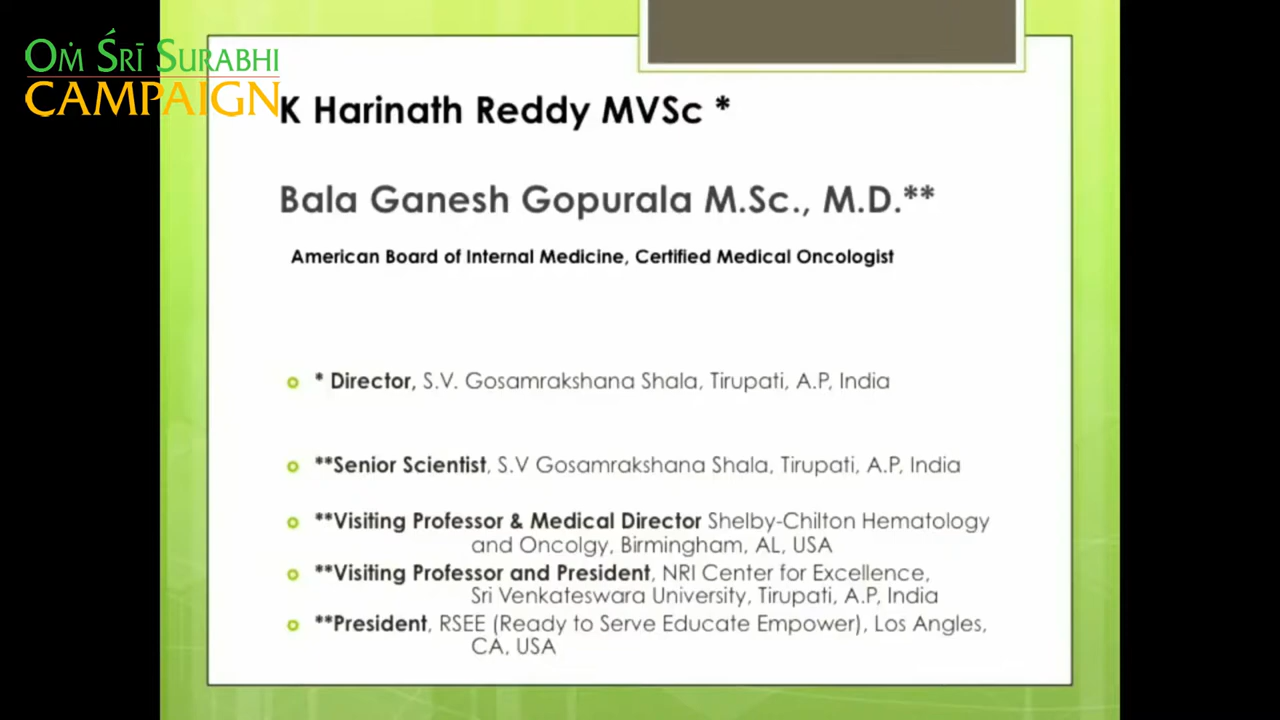 OṀ ŚRĪ SURABHI
CAMPAIGN
K Harinath Reddy MVSc *
Bala Ganesh Gopurala M.Sc., M.D.**
American Board of Internal Medicine, Certified Medical Oncologist
* Director, S.V. Gosamrakshana Shala, Tirupati, A.P, India
**Senior Scientist, S.V Gosamrakshana Shala, Tirupati, A.P, India
**Visiting Professor & Medical Director Shelby-Chilton Hematology
and Oncolgy, Birmingham, AL, USA
**Visiting Professor and President, NRI Center for Excellence,
Sri Venkateswara University, Tirupati, A.P, India
**President, RSEE (Ready to Serve Educate Empower), Los Angles,
CA, USA